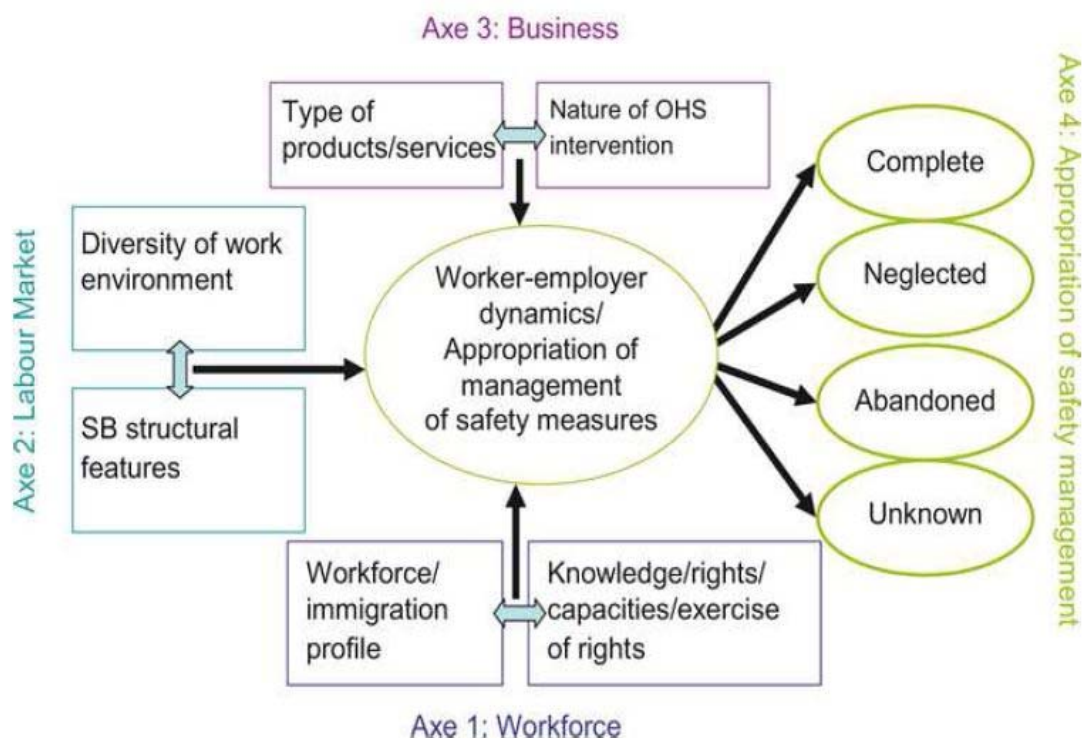 Axe 3: Business
Type of
products/services
Nature of OHS
intervention
Axe 2: Labour Market
Diversity of work
environment
SB structural
features
Worker-employer
dynamics/
Appropriation of
management
of safety measures
Complete
Neglected
Abandoned
Unknown
Axe 4: Appropriation of safety management
Workforce/
immigration
profile
Knowledge/rights/
capacities/exercise
of rights
Axe 1: Workforce